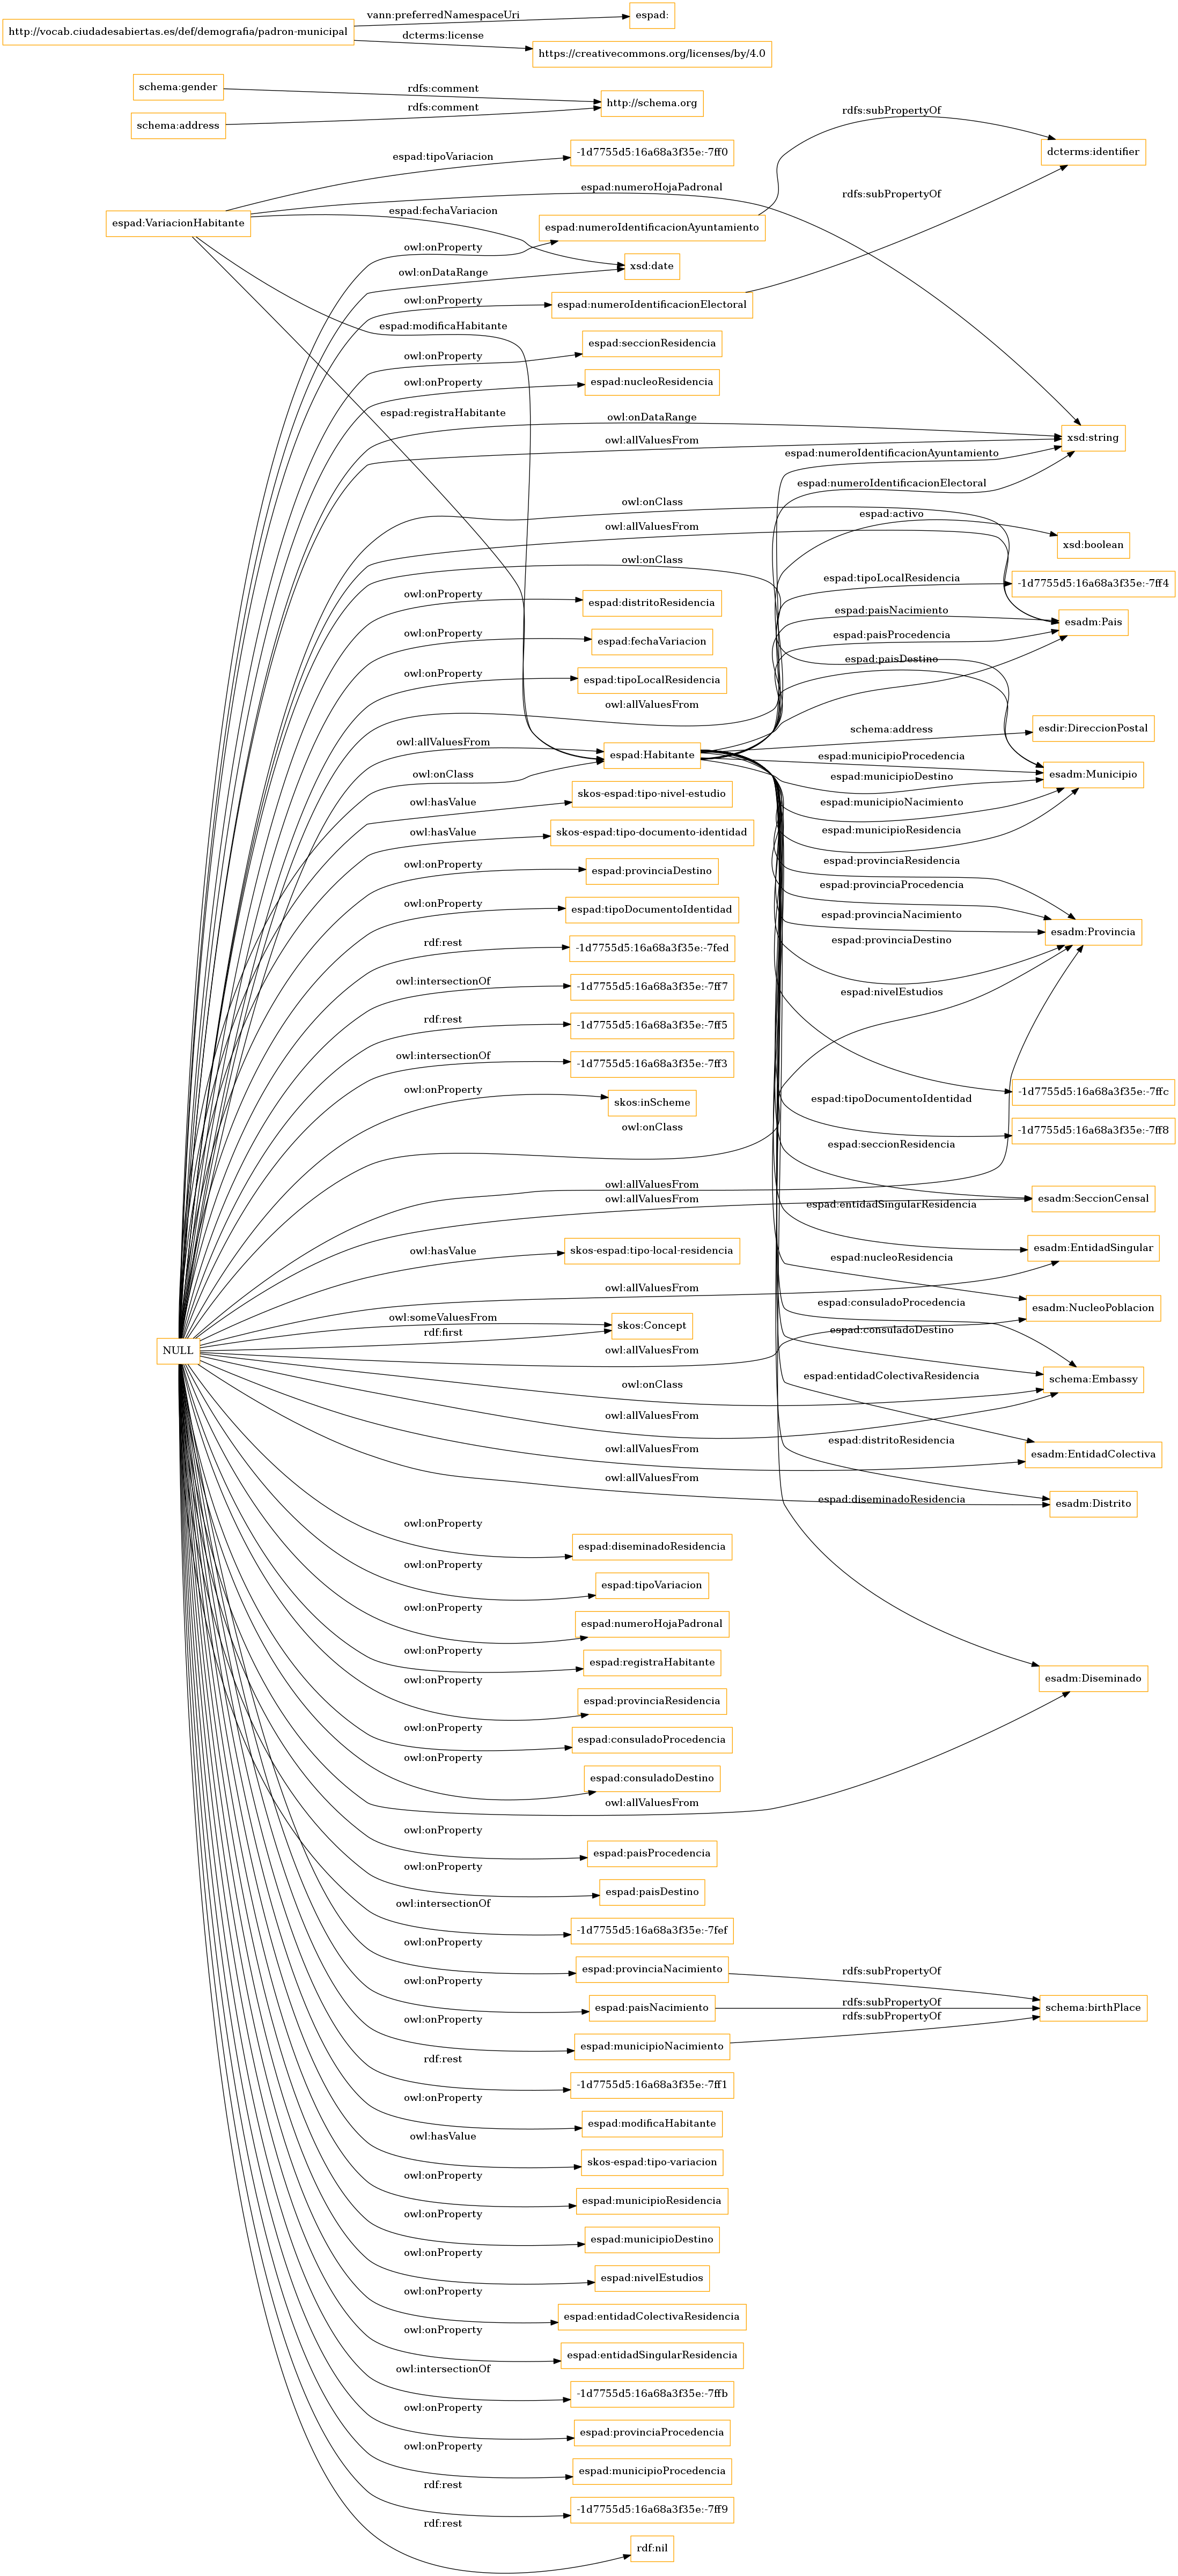 vann:preferredNamespaceUri
espad:
http://vocab.ciudadesabiertas.es/def/demografia/padron-municipal
dcterms:license
https://creativecommons.org/licenses/by/4.0
schema:gender
rdfs:comment
http://schema.org
rdfs:comment
schema:address
rdfs:subPropertyOf
espad:tipoVariacion
-1d7755d5:16a68a3f35e:-7ff0
dcterms:identifier
espad:numeroHojaPadronal
rdfs:subPropertyOf
espad:VariacionHabitante
espad:fechaVariacion
espad:numeroIdentificacionAyuntamiento
owl:onProperty
xsd:date
owl:onDataRange
owl:onProperty
espad:numeroIdentificacionElectoral
espad:modificaHabitante
espad:seccionResidencia
owl:onProperty
owl:onProperty
espad:nucleoResidencia
espad:registraHabitante
owl:onDataRange
xsd:string
owl:allValuesFrom
espad:numeroIdentificacionAyuntamiento
espad:numeroIdentificacionElectoral
owl:onClass
espad:activo
owl:allValuesFrom
xsd:boolean
owl:onClass
espad:tipoLocalResidencia
-1d7755d5:16a68a3f35e:-7ff4
owl:onProperty
espad:distritoResidencia
espad:paisNacimiento
esadm:Pais
owl:onProperty
espad:fechaVariacion
espad:paisProcedencia
espad:paisDestino
owl:onProperty
espad:tipoLocalResidencia
owl:allValuesFrom
schema:address
esdir:DireccionPostal
owl:allValuesFrom
espad:Habitante
espad:municipioProcedencia
owl:onClass
espad:municipioDestino
esadm:Municipio
owl:hasValue
skos-espad:tipo-nivel-estudio
espad:municipioNacimiento
owl:hasValue
skos-espad:tipo-documento-identidad
espad:municipioResidencia
owl:onProperty
espad:provinciaDestino
espad:provinciaResidencia
espad:provinciaProcedencia
owl:onProperty
espad:tipoDocumentoIdentidad
espad:provinciaNacimiento
esadm:Provincia
rdf:rest
-1d7755d5:16a68a3f35e:-7fed
espad:provinciaDestino
owl:intersectionOf
-1d7755d5:16a68a3f35e:-7ff7
espad:nivelEstudios
rdf:rest
-1d7755d5:16a68a3f35e:-7ff5
owl:intersectionOf
-1d7755d5:16a68a3f35e:-7ff3
owl:onProperty
skos:inScheme
espad:tipoDocumentoIdentidad
-1d7755d5:16a68a3f35e:-7ffc
owl:onClass
-1d7755d5:16a68a3f35e:-7ff8
espad:seccionResidencia
owl:allValuesFrom
owl:allValuesFrom
esadm:SeccionCensal
espad:entidadSingularResidencia
owl:hasValue
skos-espad:tipo-local-residencia
esadm:EntidadSingular
espad:nucleoResidencia
owl:allValuesFrom
espad:consuladoProcedencia
esadm:NucleoPoblacion
owl:someValuesFrom
skos:Concept
rdf:first
espad:consuladoDestino
NULL
owl:allValuesFrom
espad:entidadColectivaResidencia
schema:Embassy
owl:onClass
owl:allValuesFrom
espad:distritoResidencia
owl:allValuesFrom
esadm:EntidadColectiva
owl:allValuesFrom
espad:diseminadoResidencia
esadm:Distrito
owl:onProperty
espad:diseminadoResidencia
owl:onProperty
espad:tipoVariacion
owl:onProperty
espad:numeroHojaPadronal
owl:onProperty
espad:registraHabitante
esadm:Diseminado
owl:onProperty
espad:provinciaResidencia
owl:onProperty
espad:consuladoProcedencia
owl:onProperty
espad:consuladoDestino
owl:allValuesFrom
owl:onProperty
espad:paisProcedencia
owl:onProperty
espad:paisDestino
owl:intersectionOf
-1d7755d5:16a68a3f35e:-7fef
owl:onProperty
espad:provinciaNacimiento
rdfs:subPropertyOf
owl:onProperty
espad:paisNacimiento
rdfs:subPropertyOf
schema:birthPlace
owl:onProperty
espad:municipioNacimiento
rdfs:subPropertyOf
rdf:rest
-1d7755d5:16a68a3f35e:-7ff1
owl:onProperty
espad:modificaHabitante
owl:hasValue
skos-espad:tipo-variacion
owl:onProperty
espad:municipioResidencia
owl:onProperty
espad:municipioDestino
owl:onProperty
espad:nivelEstudios
owl:onProperty
espad:entidadColectivaResidencia
owl:onProperty
espad:entidadSingularResidencia
owl:intersectionOf
-1d7755d5:16a68a3f35e:-7ffb
owl:onProperty
espad:provinciaProcedencia
owl:onProperty
espad:municipioProcedencia
rdf:rest
-1d7755d5:16a68a3f35e:-7ff9
rdf:rest
rdf:nil